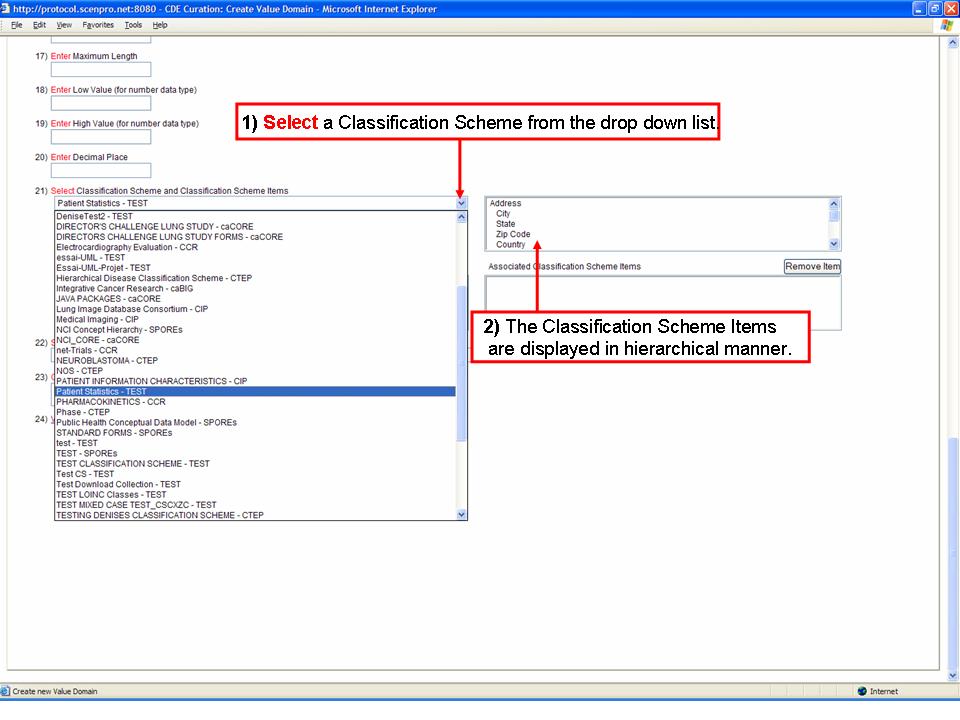 http://protocol.scenpro.net:8080 - CDE Curation: Create Value Domain - Microsoft Internet Explorer
File Edit View Favorites Tools Help
17) Enter Maximum Length
18) Enter Low Value (for number data type)
19) Enter High Value (for number data type)
1) Select a Classification Scheme from the drop down list.
20) Enter Decimal Place
21) Select Classification Scheme and Classification Scheme Items
Patient Statistics - TEST
DeniseTest2 - TEST
DIRECTOR'S CHALLENGE LUNG STUDY - caCORE
DIRECTORS CHALLENGE LUNG STUDY FORMS - caCORE
Electrocardiography Evaluation - CCR
essai-UML - TEST
Essai-UML-Projet - TEST
Hierarchical Disease Classification Scheme - CTEP
Integrative Cancer Research - caBIG
JAVA PACKAGES - caCORE
Lung Image Database Consortium - CIP
Medical Imaging - CIP
NCI Concept Hierarchy - SPOREs
NCI_CORE - caCORE
net-Trials - CCR
NEUROBLASTOMA - CTEP
NOS - CTEP
PATIENT INFORMATION CHARACTERISTICS - CIP
Patient Statistics - TEST
PHARMACOKINETICS - CCR
Phase - CTEP
Public Health Conceptual Data Model - SPOREs
STANDARD FORMS - SPOREs
test - TEST
TEST - SPOREs
TEST CLASSIFICATION SCHEME - TEST
Test CS - TEST
Test Download Collection - TEST
TEST LOINC Classes - TEST
TEST MIXED CASE TEST_CSCXZC - TEST
TESTING DENISES CLASSIFICATION SCHEME - CTEP
Address
City
State
Zip Code
Country
Associated Classification Scheme Items
Remove Item
2) The Classification Scheme Items
are displayed in hierarchical manner.
22)
23)
24)
Create new Value Domain
Internet